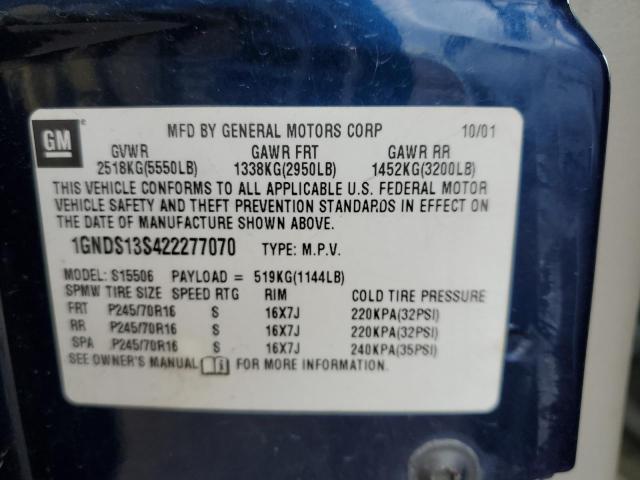 GM
MFD BY GENERAL MOTORS CORP 10/01
GVWR GAWR FRT GAWR RR
2518KG(5550LB) 1338KG(2950LB) 1452KG(3200LB)
THIS VEHICLE CONFORMS TO ALL APPLICABLE U.S. FEDERAL MOTOR
VEHICLE SAFETY AND THEFT PREVENTION STANDARDS IN EFFECT ON
THE DATE OF MANUFACTURE SHOWN ABOVE.
1GNDS13S422277070 TYPE: M.P.V.
MODEL: S15506 PAYLOAD = 519KG(1144LB)
SPMW TIRE SIZE SPEED RTG RIM COLD TIRE PRESSURE
FRT P245/70R16 S 16X7J 220KPA(32PSI)
RR P245/70R16 S 16X7J 220KPA(32PSI)
SPA P245/70R16 S 16X7J 240KPA(35PSI)
SEE OWNER'S MANUAL FOR MORE INFORMATION